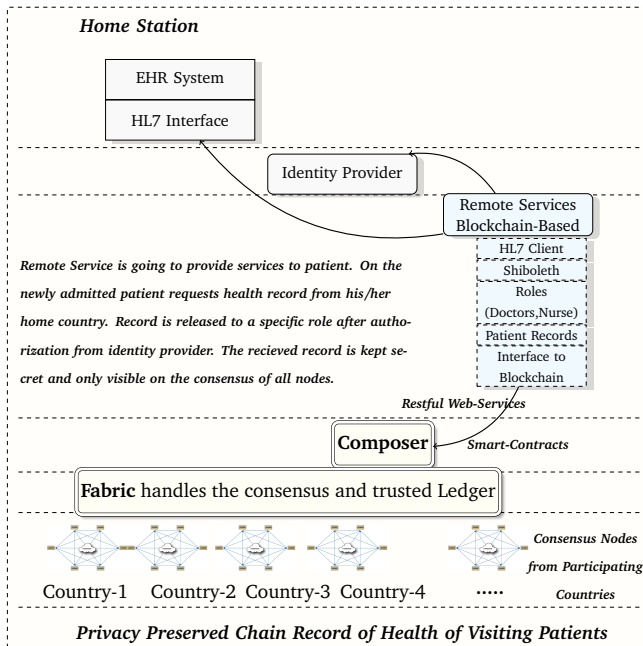 Home Station
EHR System
HL7 Interface
Identity Provider
Remote Services
Blockchain-Based
HL7 Client
Shiboleth
Roles
(Doctors,Nurse)
Patient Records
Interface to
Blockchain
Remote Service is going to provide services to patient. On the
newly admitted patient requests health record from his/her
home country. Record is released to a specific role after autho-
rization from identity provider. The recieved record is kept se-
cret and only visible on the consensus of all nodes.
Restful Web-Services
Composer
Smart-Contracts
Fabric handles the consensus and trusted Ledger
Consensus Nodes
from Participating
Countries
Country-1 Country-2 Country-3 Country-4 .....
Privacy Preserved Chain Record of Health of Visiting Patients